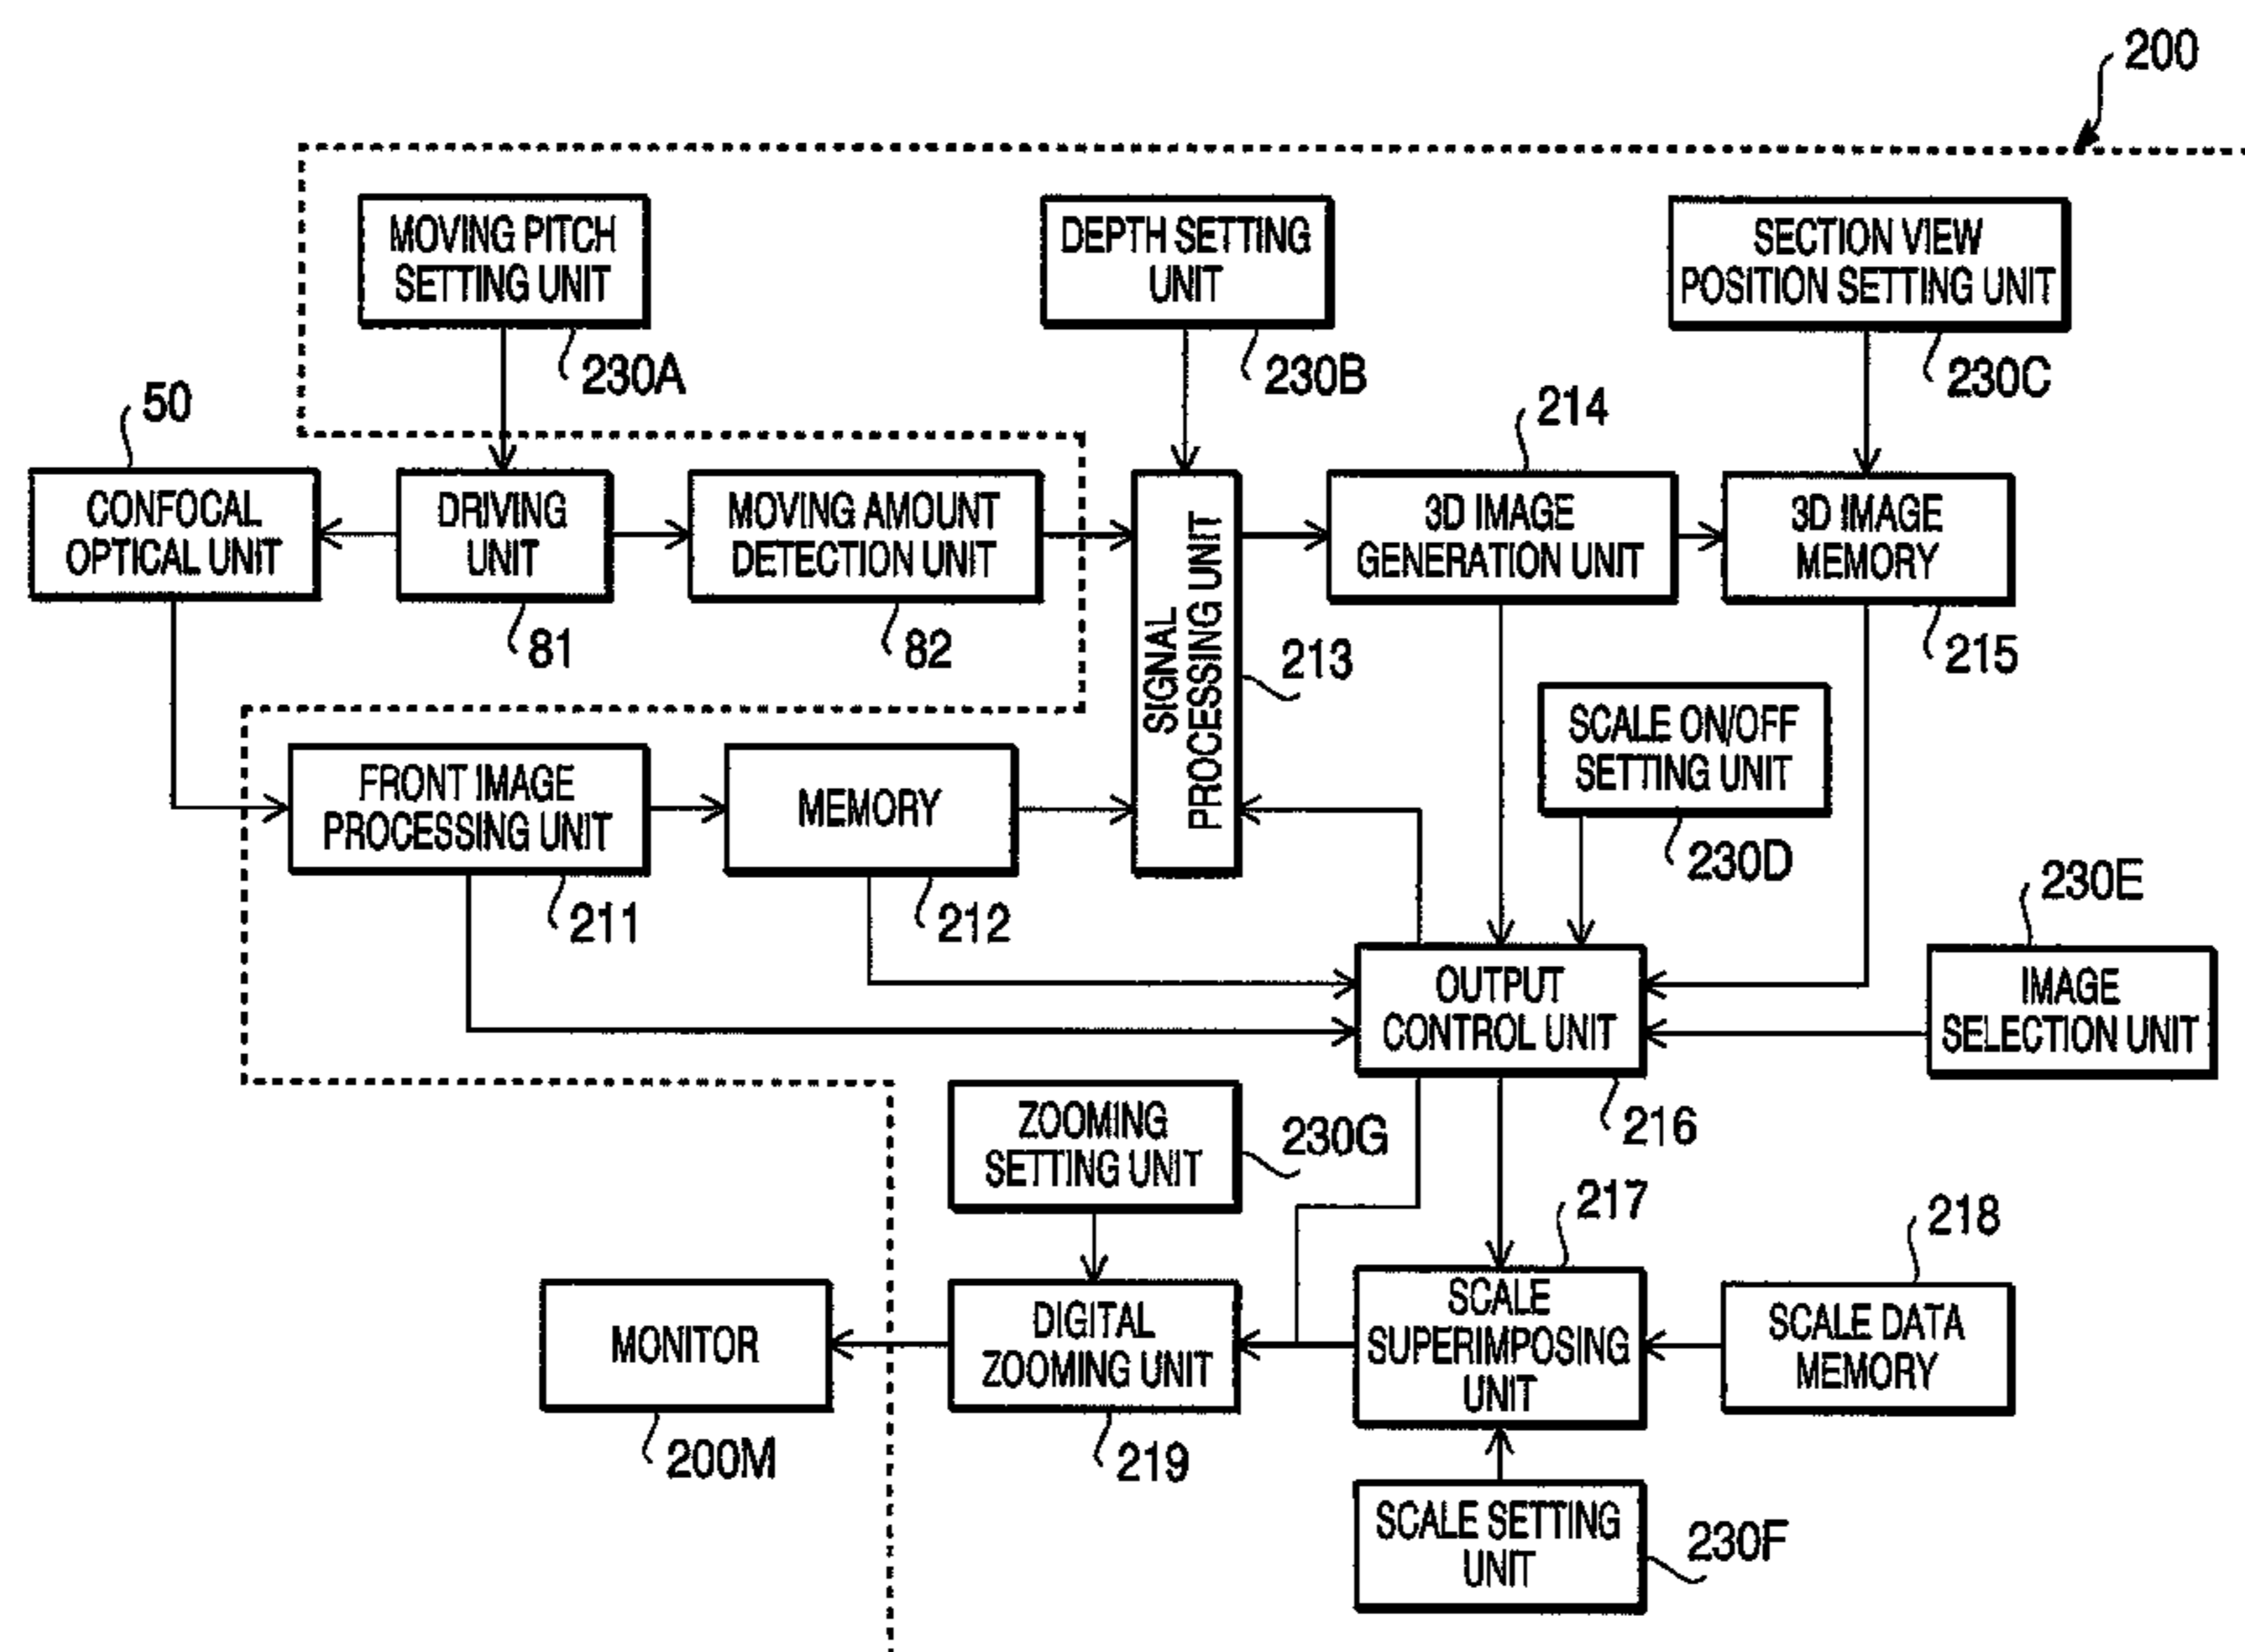 200
MOVING PITCH
SETTING UNIT
230A
DEPTH SETTING
UNIT
230B
SECTION VIEW
POSITION SETTING UNIT
230C
50
CONFOCAL
OPTICAL UNIT
DRIVING
UNIT
81
MOVING AMOUNT
DETECTION UNIT
82
SIGNAL
PROCESSING UNIT
213
214
3D IMAGE
GENERATION UNIT
3D IMAGE
MEMORY
215
FRONT IMAGE
PROCESSING UNIT
211
MEMORY
212
SCALE ON/OFF
SETTING UNIT
230D
230E
OUTPUT
CONTROL UNIT
216
IMAGE
SELECTION UNIT
ZOOMING
SETTING UNIT
230G
217
218
MONITOR
200M
DIGITAL
ZOOMING UNIT
219
SCALE
SUPERIMPOSING
UNIT
SCALE DATA
MEMORY
SCALE SETTING
UNIT
230F